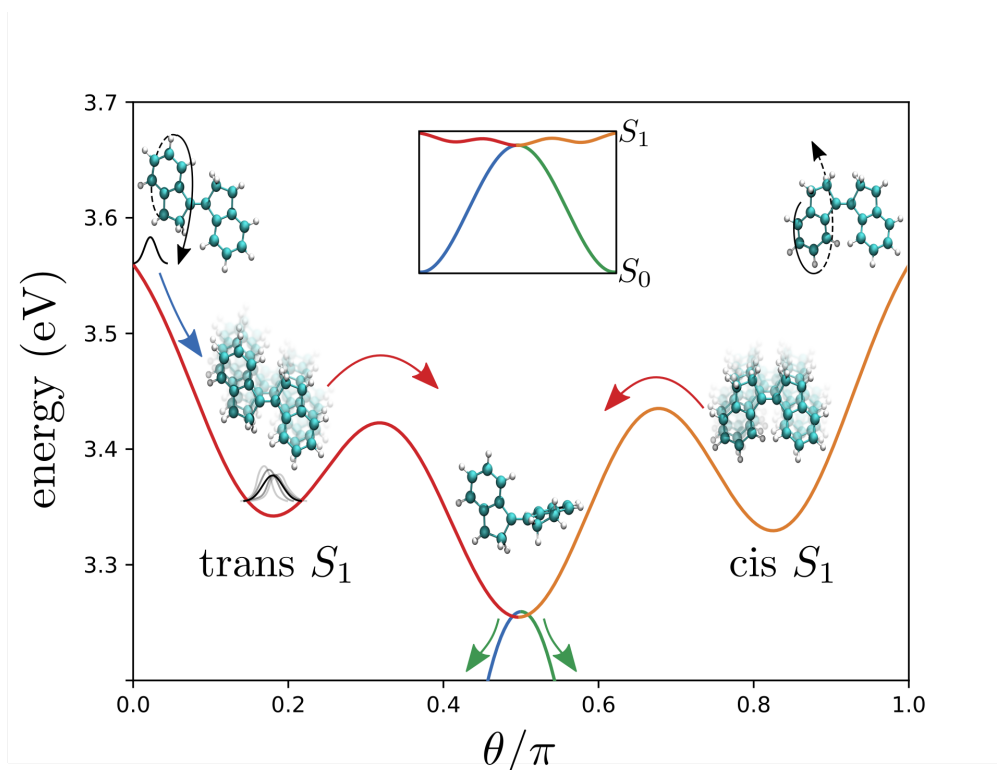 3.7
3.6
3.5
3.4
3.3
energy (eV)
S₁
S₀
trans S₁
cis S₁
0.0 0.2 0.4 0.6 0.8 1.0
θ/π